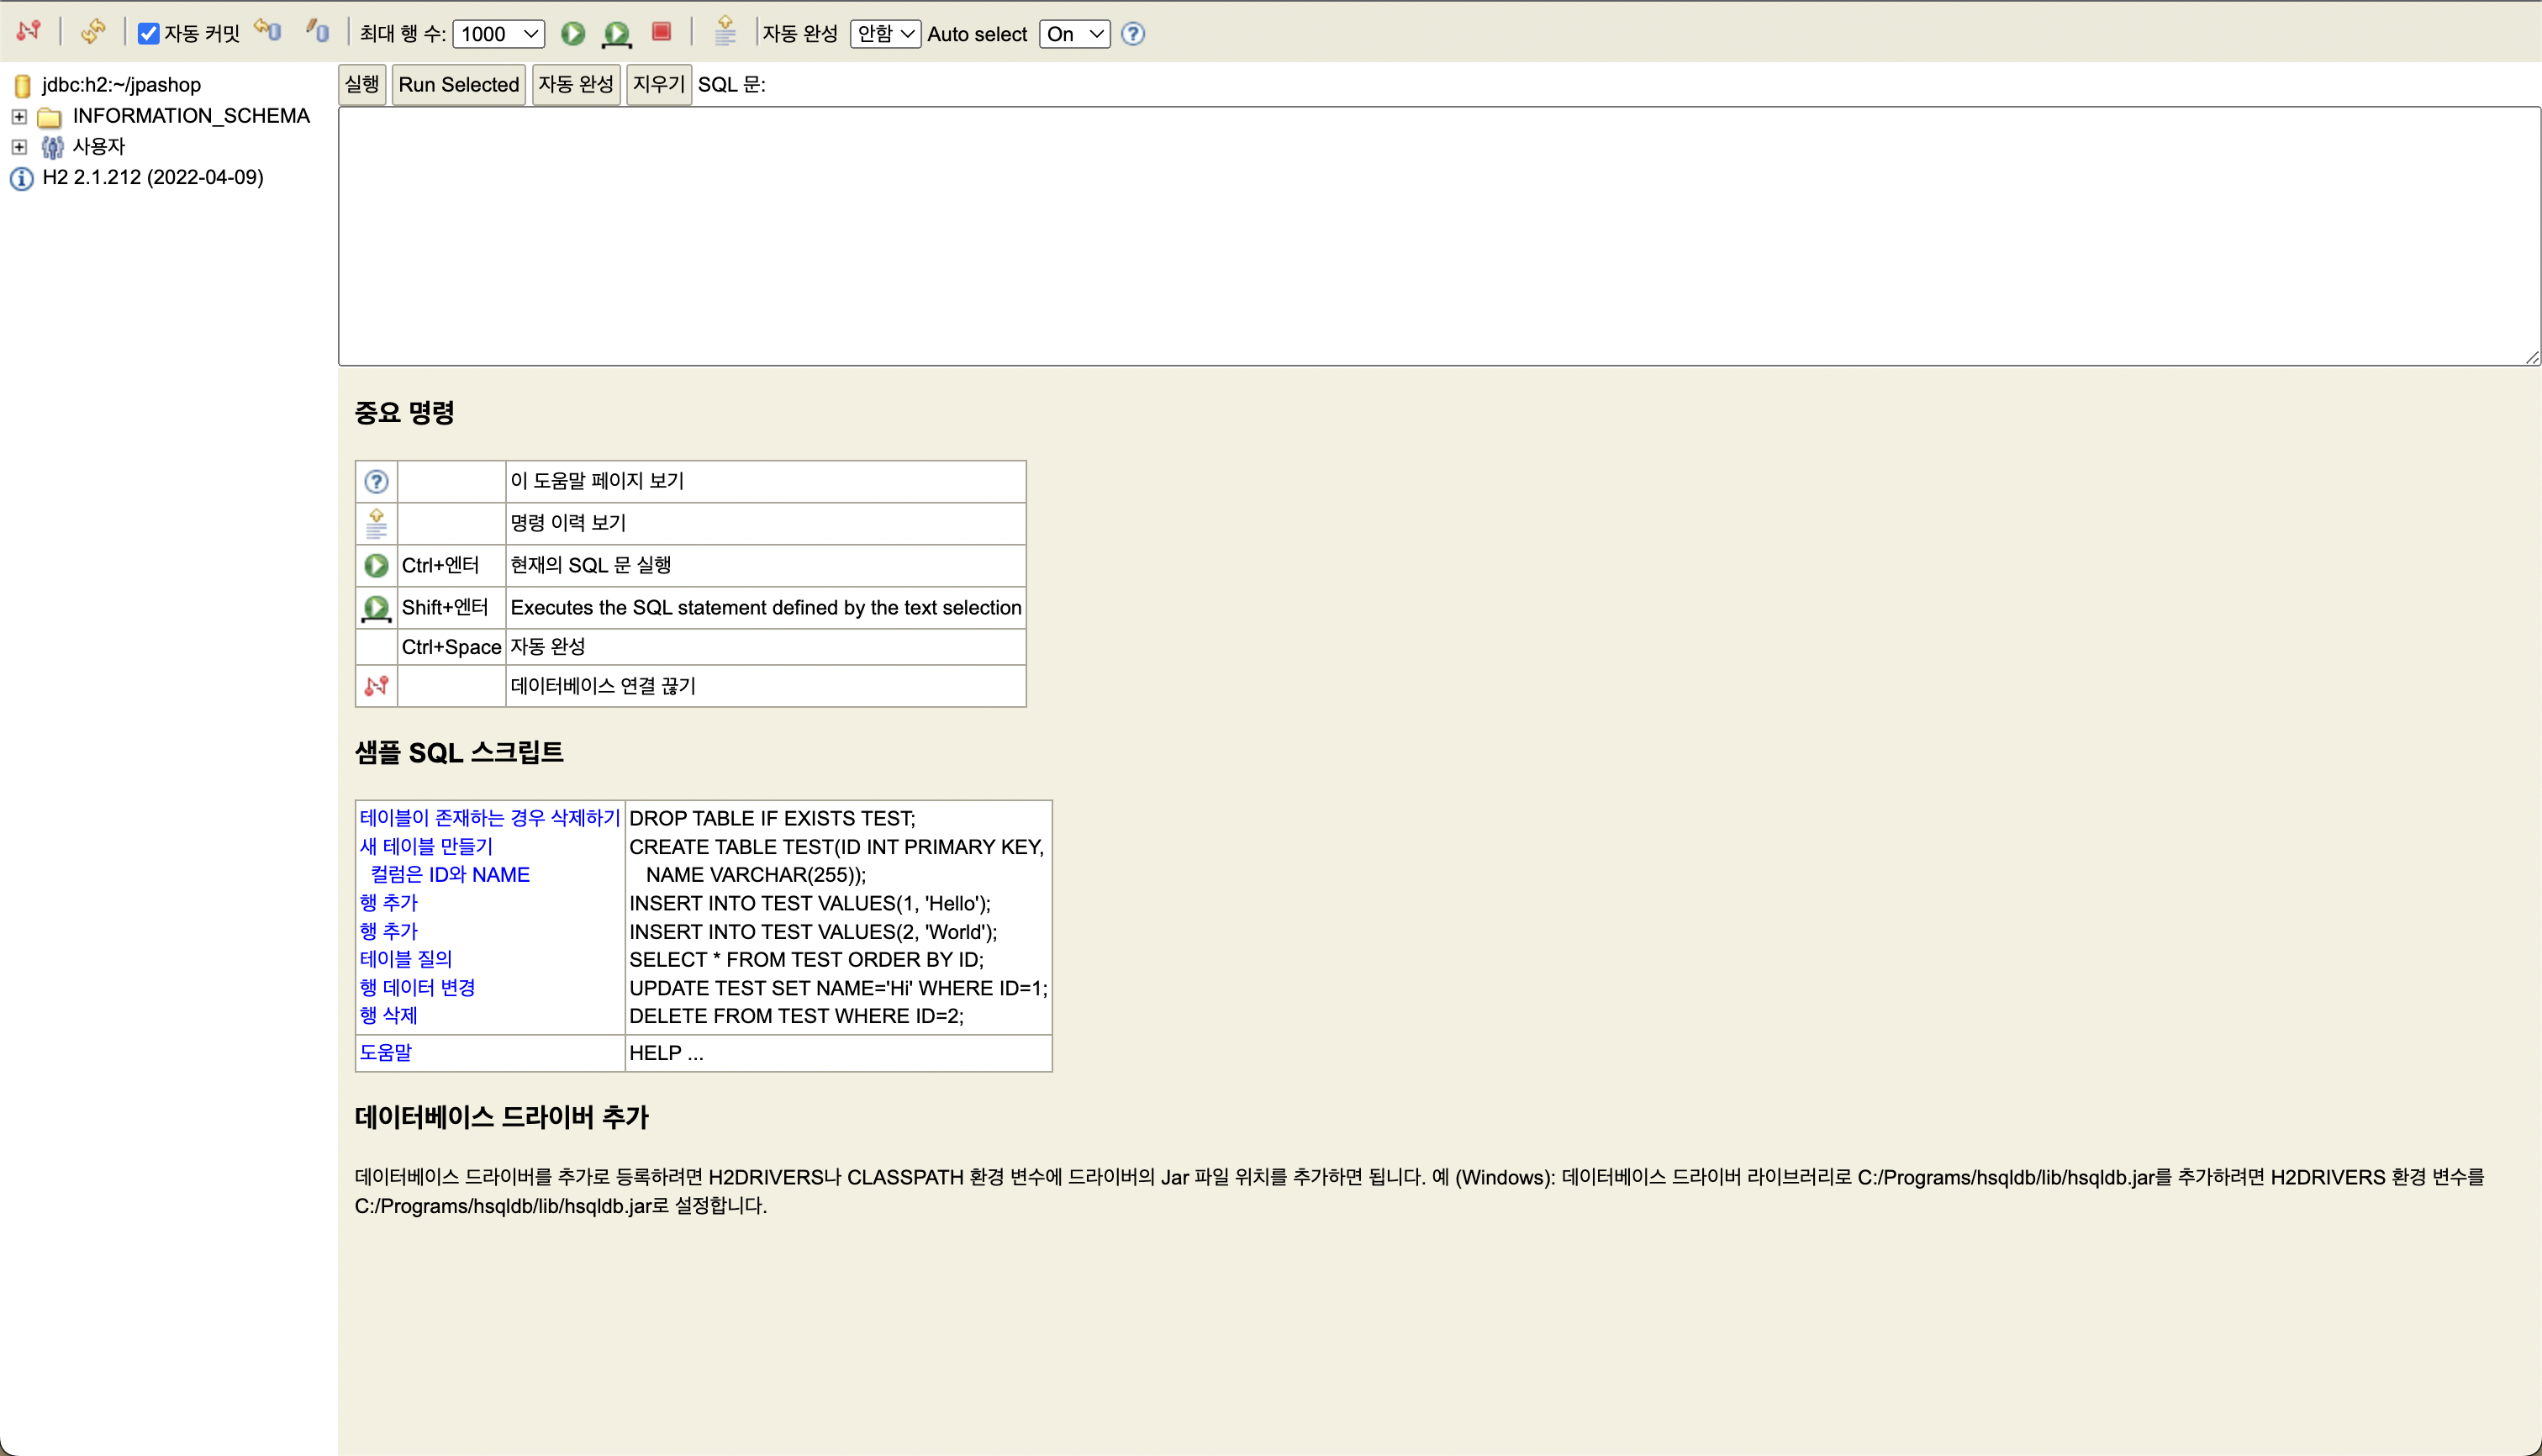 자동 커밋 최대 행 수: 1000 자동 완성 안함 Auto select On
jdbc:h2:~/jpashop
INFORMATION_SCHEMA
사용자
H2 2.1.212 (2022-04-09)
실행 Run Selected 자동 완성 지우기 SQL 문:
중요 명령
이 도움말 페이지 보기
명령 이력 보기
Ctrl+엔터 현재의 SQL 문 실행
Shift+엔터 Executes the SQL statement defined by the text selection
Ctrl+Space 자동 완성
데이터베이스 연결 끊기
샘플 SQL 스크립트
테이블이 존재하는 경우 삭제하기 DROP TABLE IF EXISTS TEST;
새 테이블 만들기 CREATE TABLE TEST(ID INT PRIMARY KEY,
컬럼은 ID와 NAME NAME VARCHAR(255));
행 추가 INSERT INTO TEST VALUES(1, 'Hello');
행 추가 INSERT INTO TEST VALUES(2, 'World');
테이블 질의 SELECT * FROM TEST ORDER BY ID;
행 데이터 변경 UPDATE TEST SET NAME='Hi' WHERE ID=1;
행 삭제 DELETE FROM TEST WHERE ID=2;
도움말 HELP ...
데이터베이스 드라이버 추가
데이터베이스 드라이버를 추가로 등록하려면 H2DRIVERS나 CLASSPATH 환경 변수에 드라이버의 Jar 파일 위치를 추가하면 됩니다. 예 (Windows): 데이터베이스 드라이버 라이브러리로 C:/Programs/hsqldb/lib/hsqldb.jar를 추가하려면 H2DRIVERS 환경 변수를
C:/Programs/hsqldb/lib/hsqldb.jar로 설정합니다.